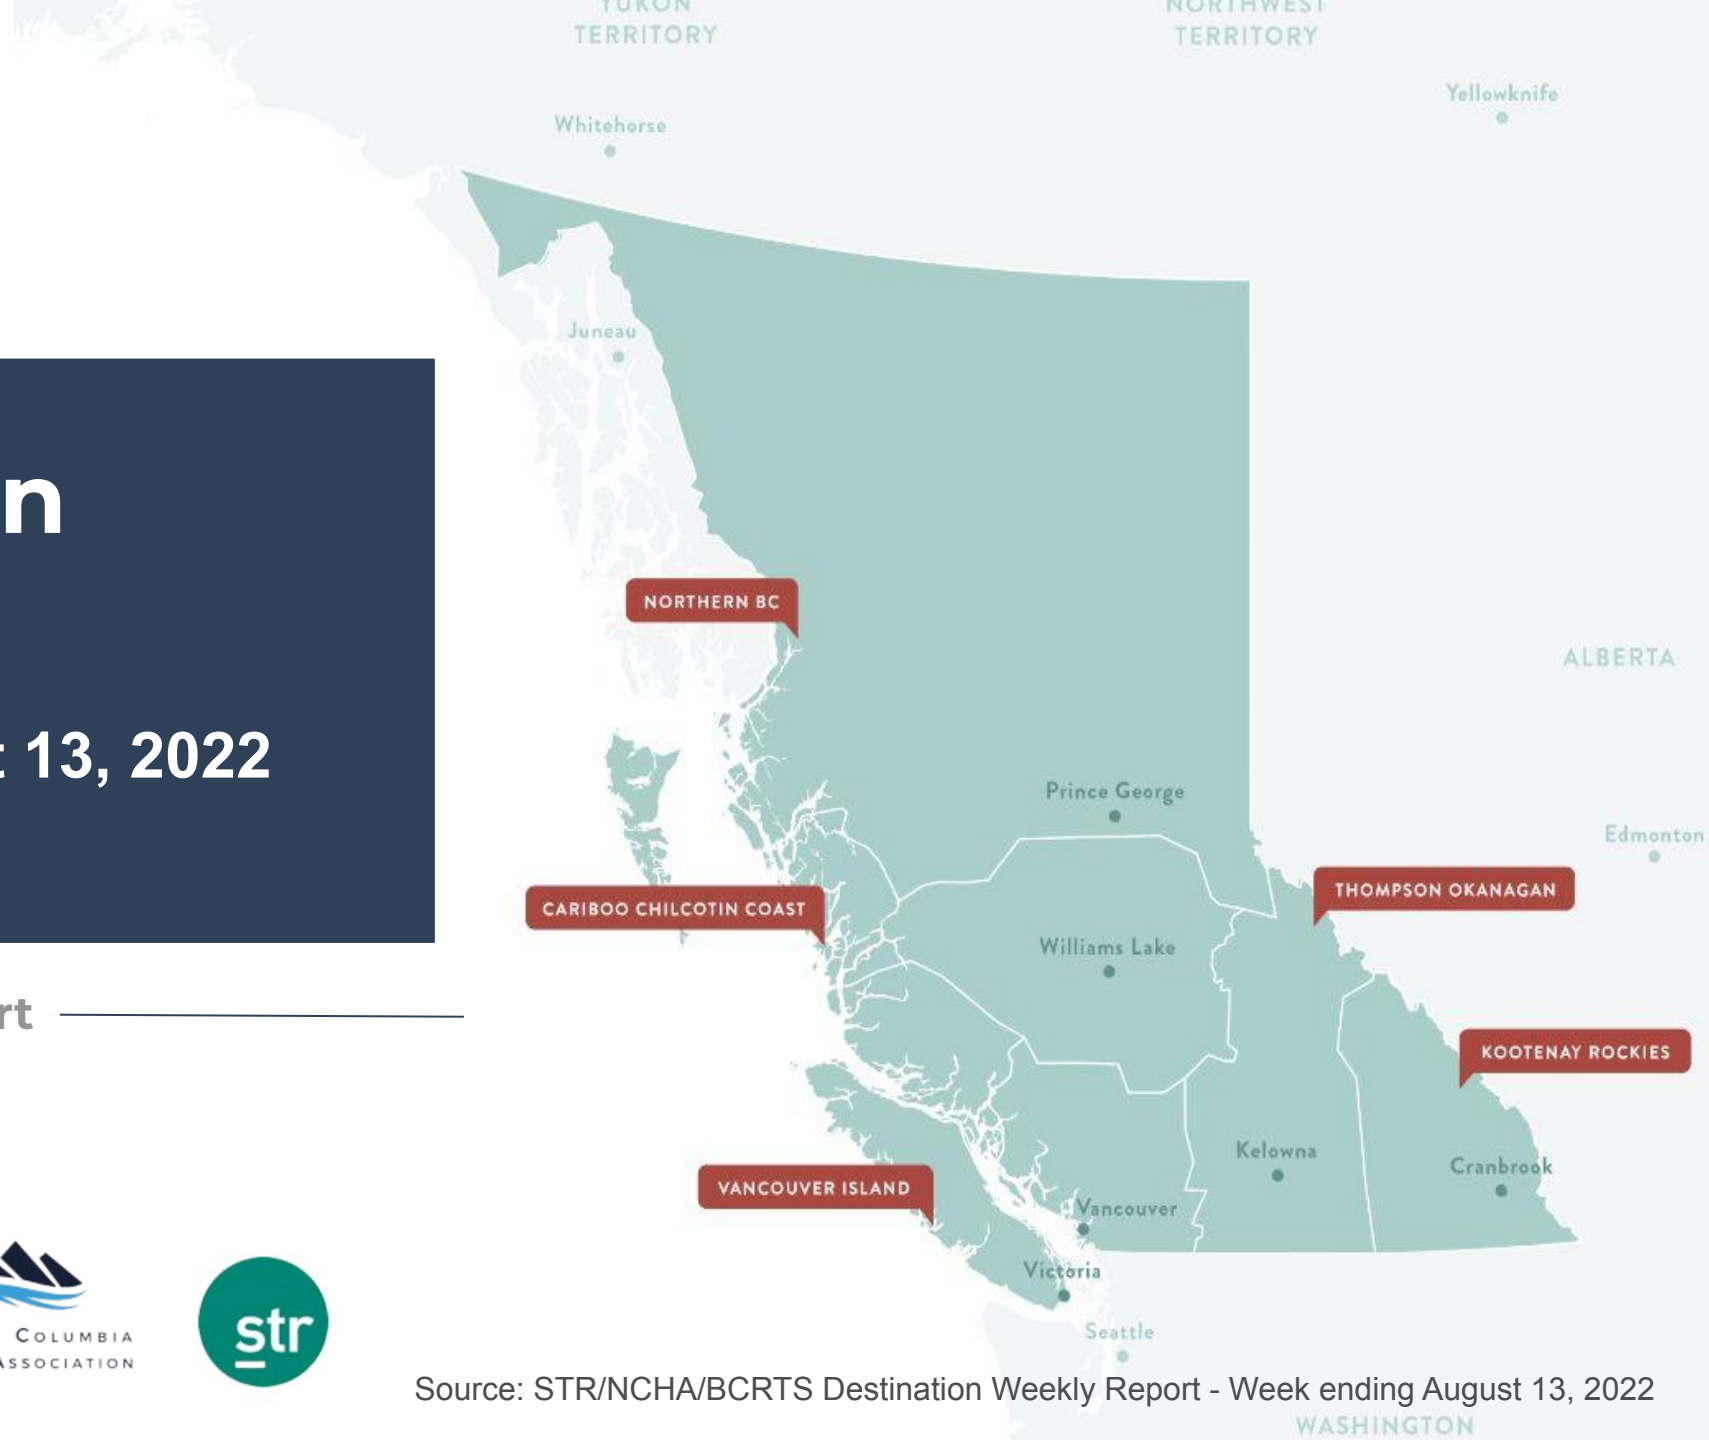 YUKON
TERRITORY
NORTHWEST
TERRITORY
Yellowknife
Whitehorse
Juneau
n
t 13, 2022
NORTHERN BC
ALBERTA
Prince George
Edmonton
THOMPSON OKANAGAN
CARIBOO CHILCOTIN COAST
Williams Lake
rt
KOOTENAY ROCKIES
Kelowna
Cranbrook
VANCOUVER ISLAND
Vancouver
Victoria
Seattle
COLUMBIA
ASSOCIATION
str
Source: STR/NCHA/BCRTS Destination Weekly Report - Week ending August 13, 2022
WASHINGTON